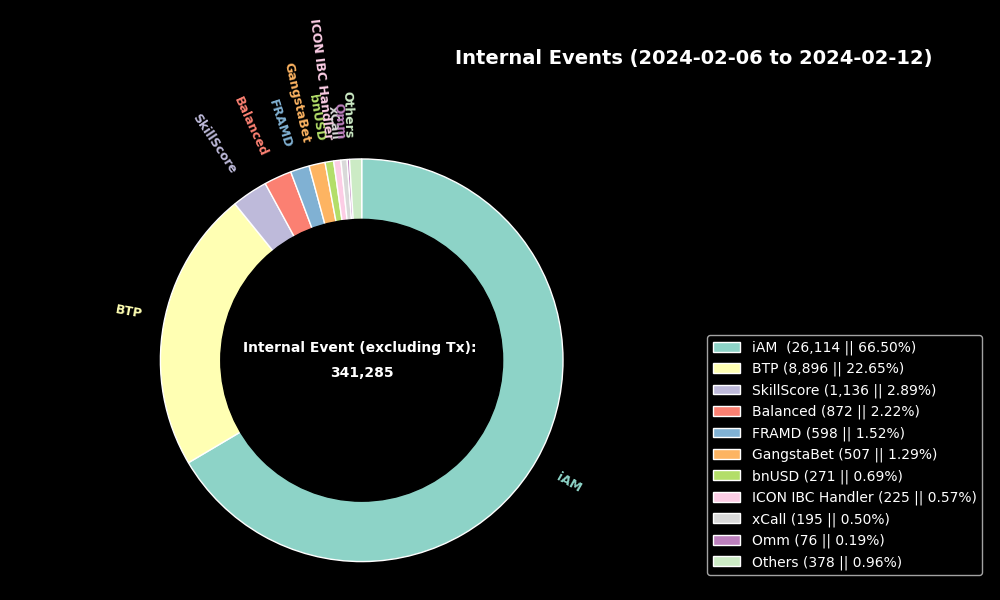 Internal Events (2024-02-06 to 2024-02-12)
ICON IBC Handler
GangstaBet
Others
bnUSD
xCall
Omm
FRAMD
Balanced
SkillScore
BTP
iAM
Internal Event (excluding Tx):
341,285
iAM  (26,114 || 66.50%)
BTP (8,896 || 22.65%)
SkillScore (1,136 || 2.89%)
Balanced (872 || 2.22%)
FRAMD (598 || 1.52%)
GangstaBet (507 || 1.29%)
bnUSD (271 || 0.69%)
ICON IBC Handler (225 || 0.57%)
xCall (195 || 0.50%)
Omm (76 || 0.19%)
Others (378 || 0.96%)